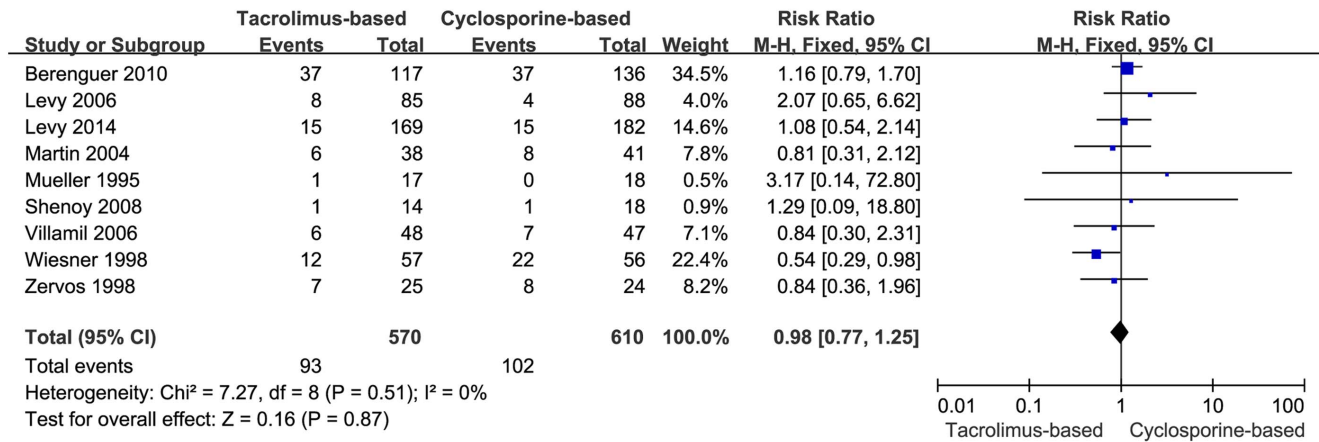 Tacrolimus-based Cyclosporine-based Risk Ratio Risk Ratio
Study or Subgroup Events Total Events Total Weight M-H, Fixed, 95% CI M-H, Fixed, 95% CI
Berenguer 2010 37 117 37 136 34.5% 1.16 [0.79, 1.70]
Levy 2006 8 85 4 88 4.0% 2.07 [0.65, 6.62]
Levy 2014 15 169 15 182 14.6% 1.08 [0.54, 2.14]
Martin 2004 6 38 8 41 7.8% 0.81 [0.31, 2.12]
Mueller 1995 1 17 0 18 0.5% 3.17 [0.14, 72.80]
Shenoy 2008 1 14 1 18 0.9% 1.29 [0.09, 18.80]
Villamil 2006 6 48 7 47 7.1% 0.84 [0.30, 2.31]
Wiesner 1998 12 57 22 56 22.4% 0.54 [0.29, 0.98]
Zervos 1998 7 25 8 24 8.2% 0.84 [0.36, 1.96]
Total (95% CI) 570 610 100.0% 0.98 [0.77, 1.25]
Total events 93 102
Heterogeneity: Chi² = 7.27, df = 8 (P = 0.51); I² = 0%
Test for overall effect: Z = 0.16 (P = 0.87)
0.01 0.1 1 10 100
Tacrolimus-based Cyclosporine-based